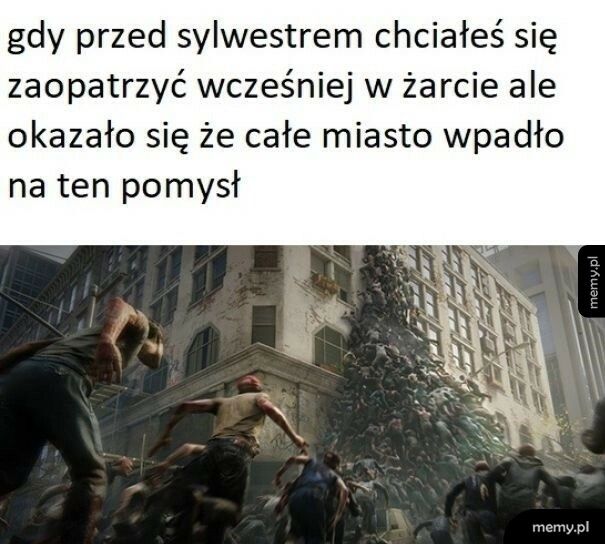 gdy przed sylwestrem chciałeś się
zaopatrzyć wcześniej w żarcie ale
okazało się że całe miasto wpadło
na ten pomysł
memy.pl
memy.pl